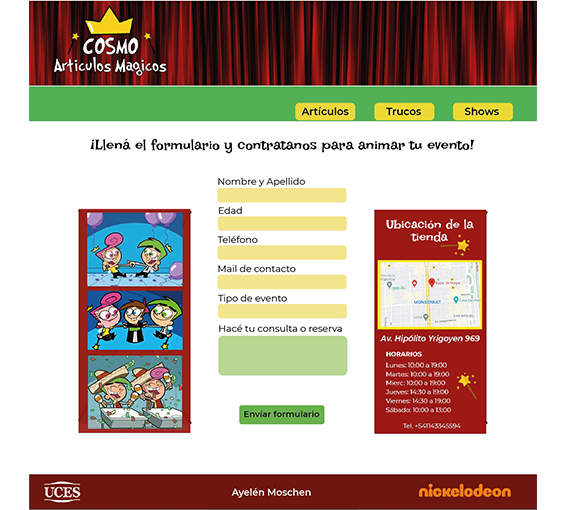 COSMO
Articulos Magicos
Artículos
Trucos
Shows
¡Llená el formulario y contratanos para animar tu evento!
Nombre y Apellido
Edad
Teléfono
Mail de contacto
Tipo de evento
Hacé tu consulta o reserva
Envíar formulario
Ubicación de la
tienda
MONSERRAT
Av. Hipólito Yrigoyen 969
HORARIOS
Lunes: 10:00 a 19:00
Martes: 10:00 a 19:00
Mierc: 10:00 a 19:00
Jueves: 14:30 a 19:00
Viernes: 14:30 a 19:00
Sábado: 10:00 a 13:00
Tel. +541143345594
UCES
Ayelén Moschen
nickelodeon